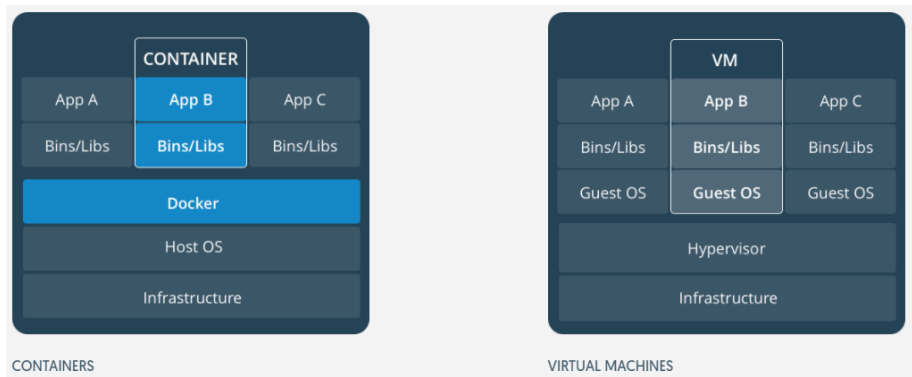 CONTAINER
App A App B App C
Bins/Libs Bins/Libs Bins/Libs
Docker
Host OS
Infrastructure
CONTAINERS
VM
App A App B App C
Bins/Libs Bins/Libs Bins/Libs
Guest OS Guest OS Guest OS
Hypervisor
Infrastructure
VIRTUAL MACHINES